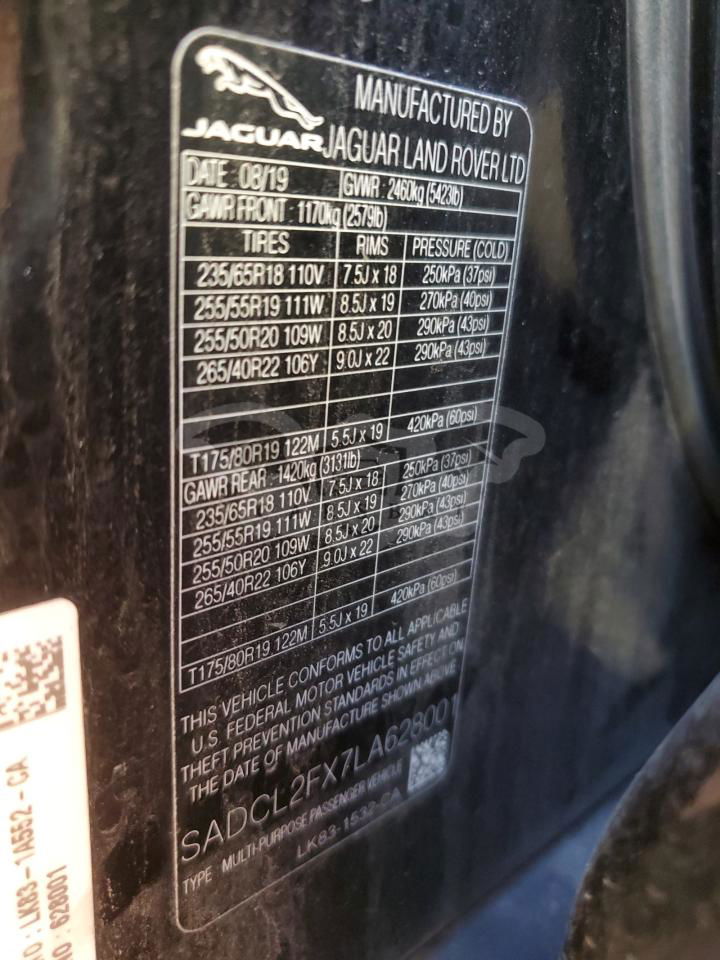 JAGUAR
MANUFACTURED BY
JAGUAR LAND ROVER LTD
DATE : 08/19 GVWR : 2460kg (5423lb)
GAWR FRONT : 1170kg (2579lb)
TIRES RIMS PRESSURE (COLD)
235/65R18 110V 7.5J x 18 250kPa (37psi)
255/55R19 111W 8.5J x 19 270kPa (40psi)
255/50R20 109W 8.5J x 20 290kPa (43psi)
265/40R22 106Y 9.0J x 22 290kPa (43psi)
T175/80R19 122M 5.5J x 19 420kPa (60psi)
GAWR REAR : 1420kg (3131lb)
235/65R18 110V 7.5J x 18 250kPa (37psi)
255/55R19 111W 8.5J x 19 270kPa (40psi)
255/50R20 109W 8.5J x 20 290kPa (43psi)
265/40R22 106Y 9.0J x 22 290kPa (43psi)
T175/80R19 122M 5.5J x 19 420kPa (60psi)
THIS VEHICLE CONFORMS TO ALL APPLICABLE
U.S. FEDERAL MOTOR VEHICLE SAFETY AND
THEFT PREVENTION STANDARDS IN EFFECT ON
THE DATE OF MANUFACTURE SHOWN ABOVE
SADCL2FX7LA628001
TYPE : MULTI-PURPOSE PASSENGER VEHICLE
LK83-1532-CA
: LK83-1A552-CA
: 628001